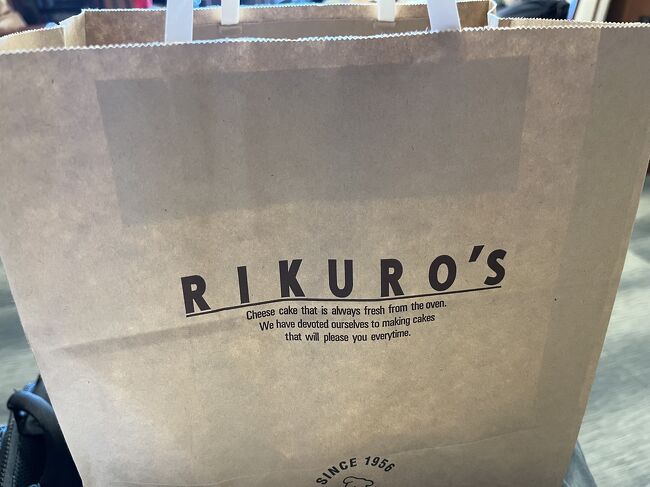 RIKURO'S
Cheese cake that is always fresh from the oven.
We have devoted ourselves to making cakes
that will please you everytime.
SINCE 1956